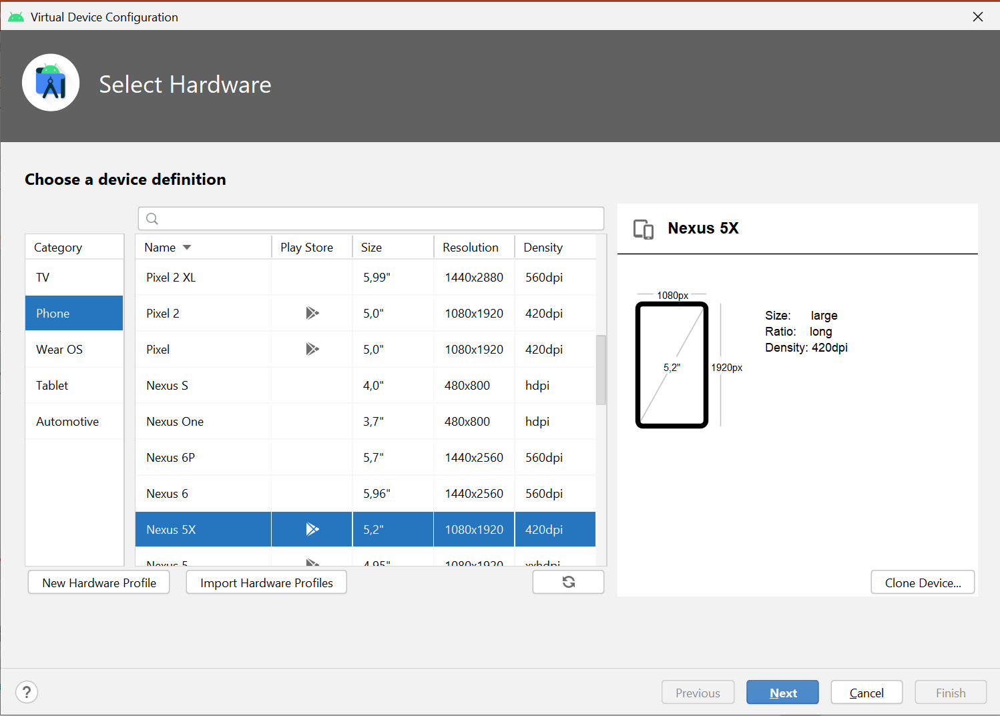 Virtual Device Configuration
Select Hardware
Choose a device definition
Category
TV
Phone
Wear OS
Tablet
Automotive
Name Play Store Size Resolution Density
Pixel 2 XL 5,99" 1440x2880 560dpi
Pixel 2 5,0" 1080x1920 420dpi
Pixel 5,0" 1080x1920 420dpi
Nexus S 4,0" 480x800 hdpi
Nexus One 3,7" 480x800 hdpi
Nexus 6P 5,7" 1440x2560 560dpi
Nexus 6 5,96" 1440x2560 560dpi
Nexus 5X 5,2" 1080x1920 420dpi
Nexus 5 4,95" 1080x1920 xxhdpi
New Hardware Profile Import Hardware Profiles
Nexus 5X
1080px
5,2"
1920px
Size: large
Ratio: long
Density: 420dpi
Clone Device...
? Previous Next Cancel Finish